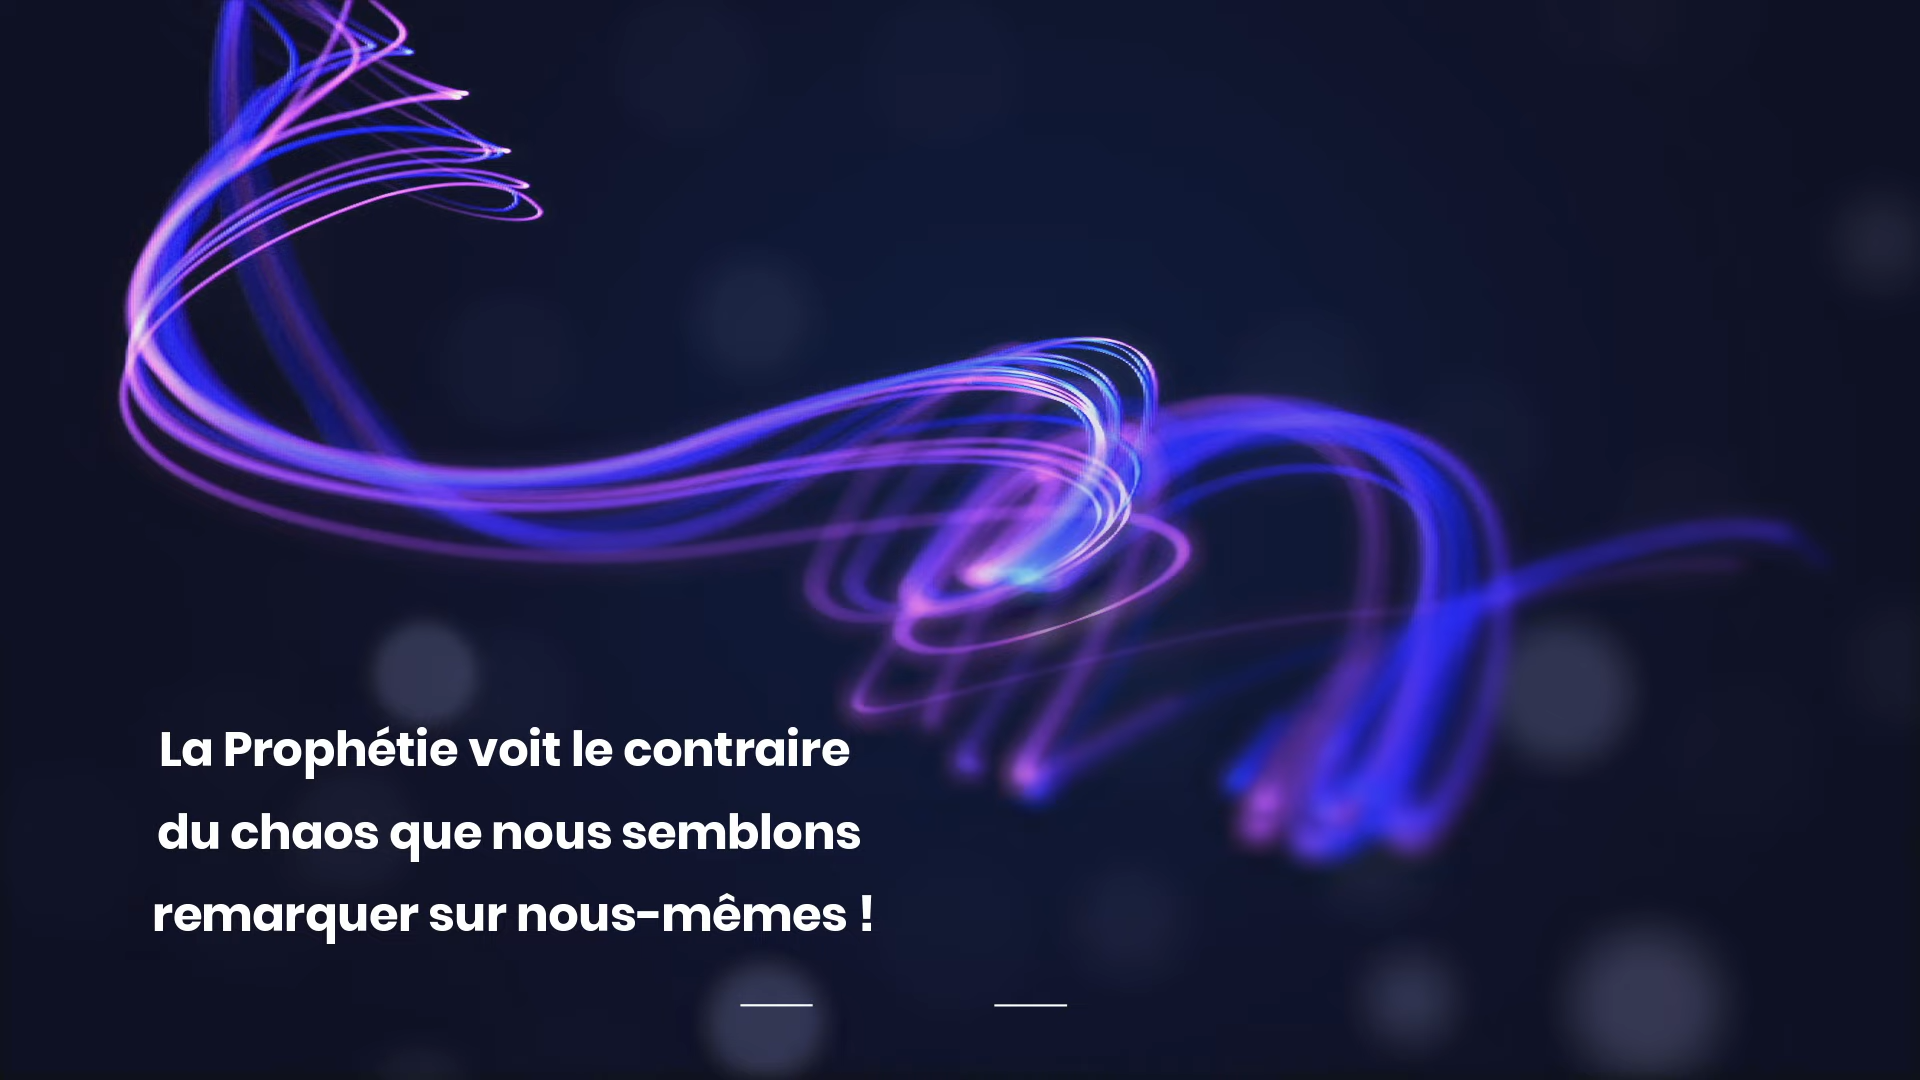 La Prophétie voit le contraire
du chaos que nous semblons
remarquer sur nous-mêmes !